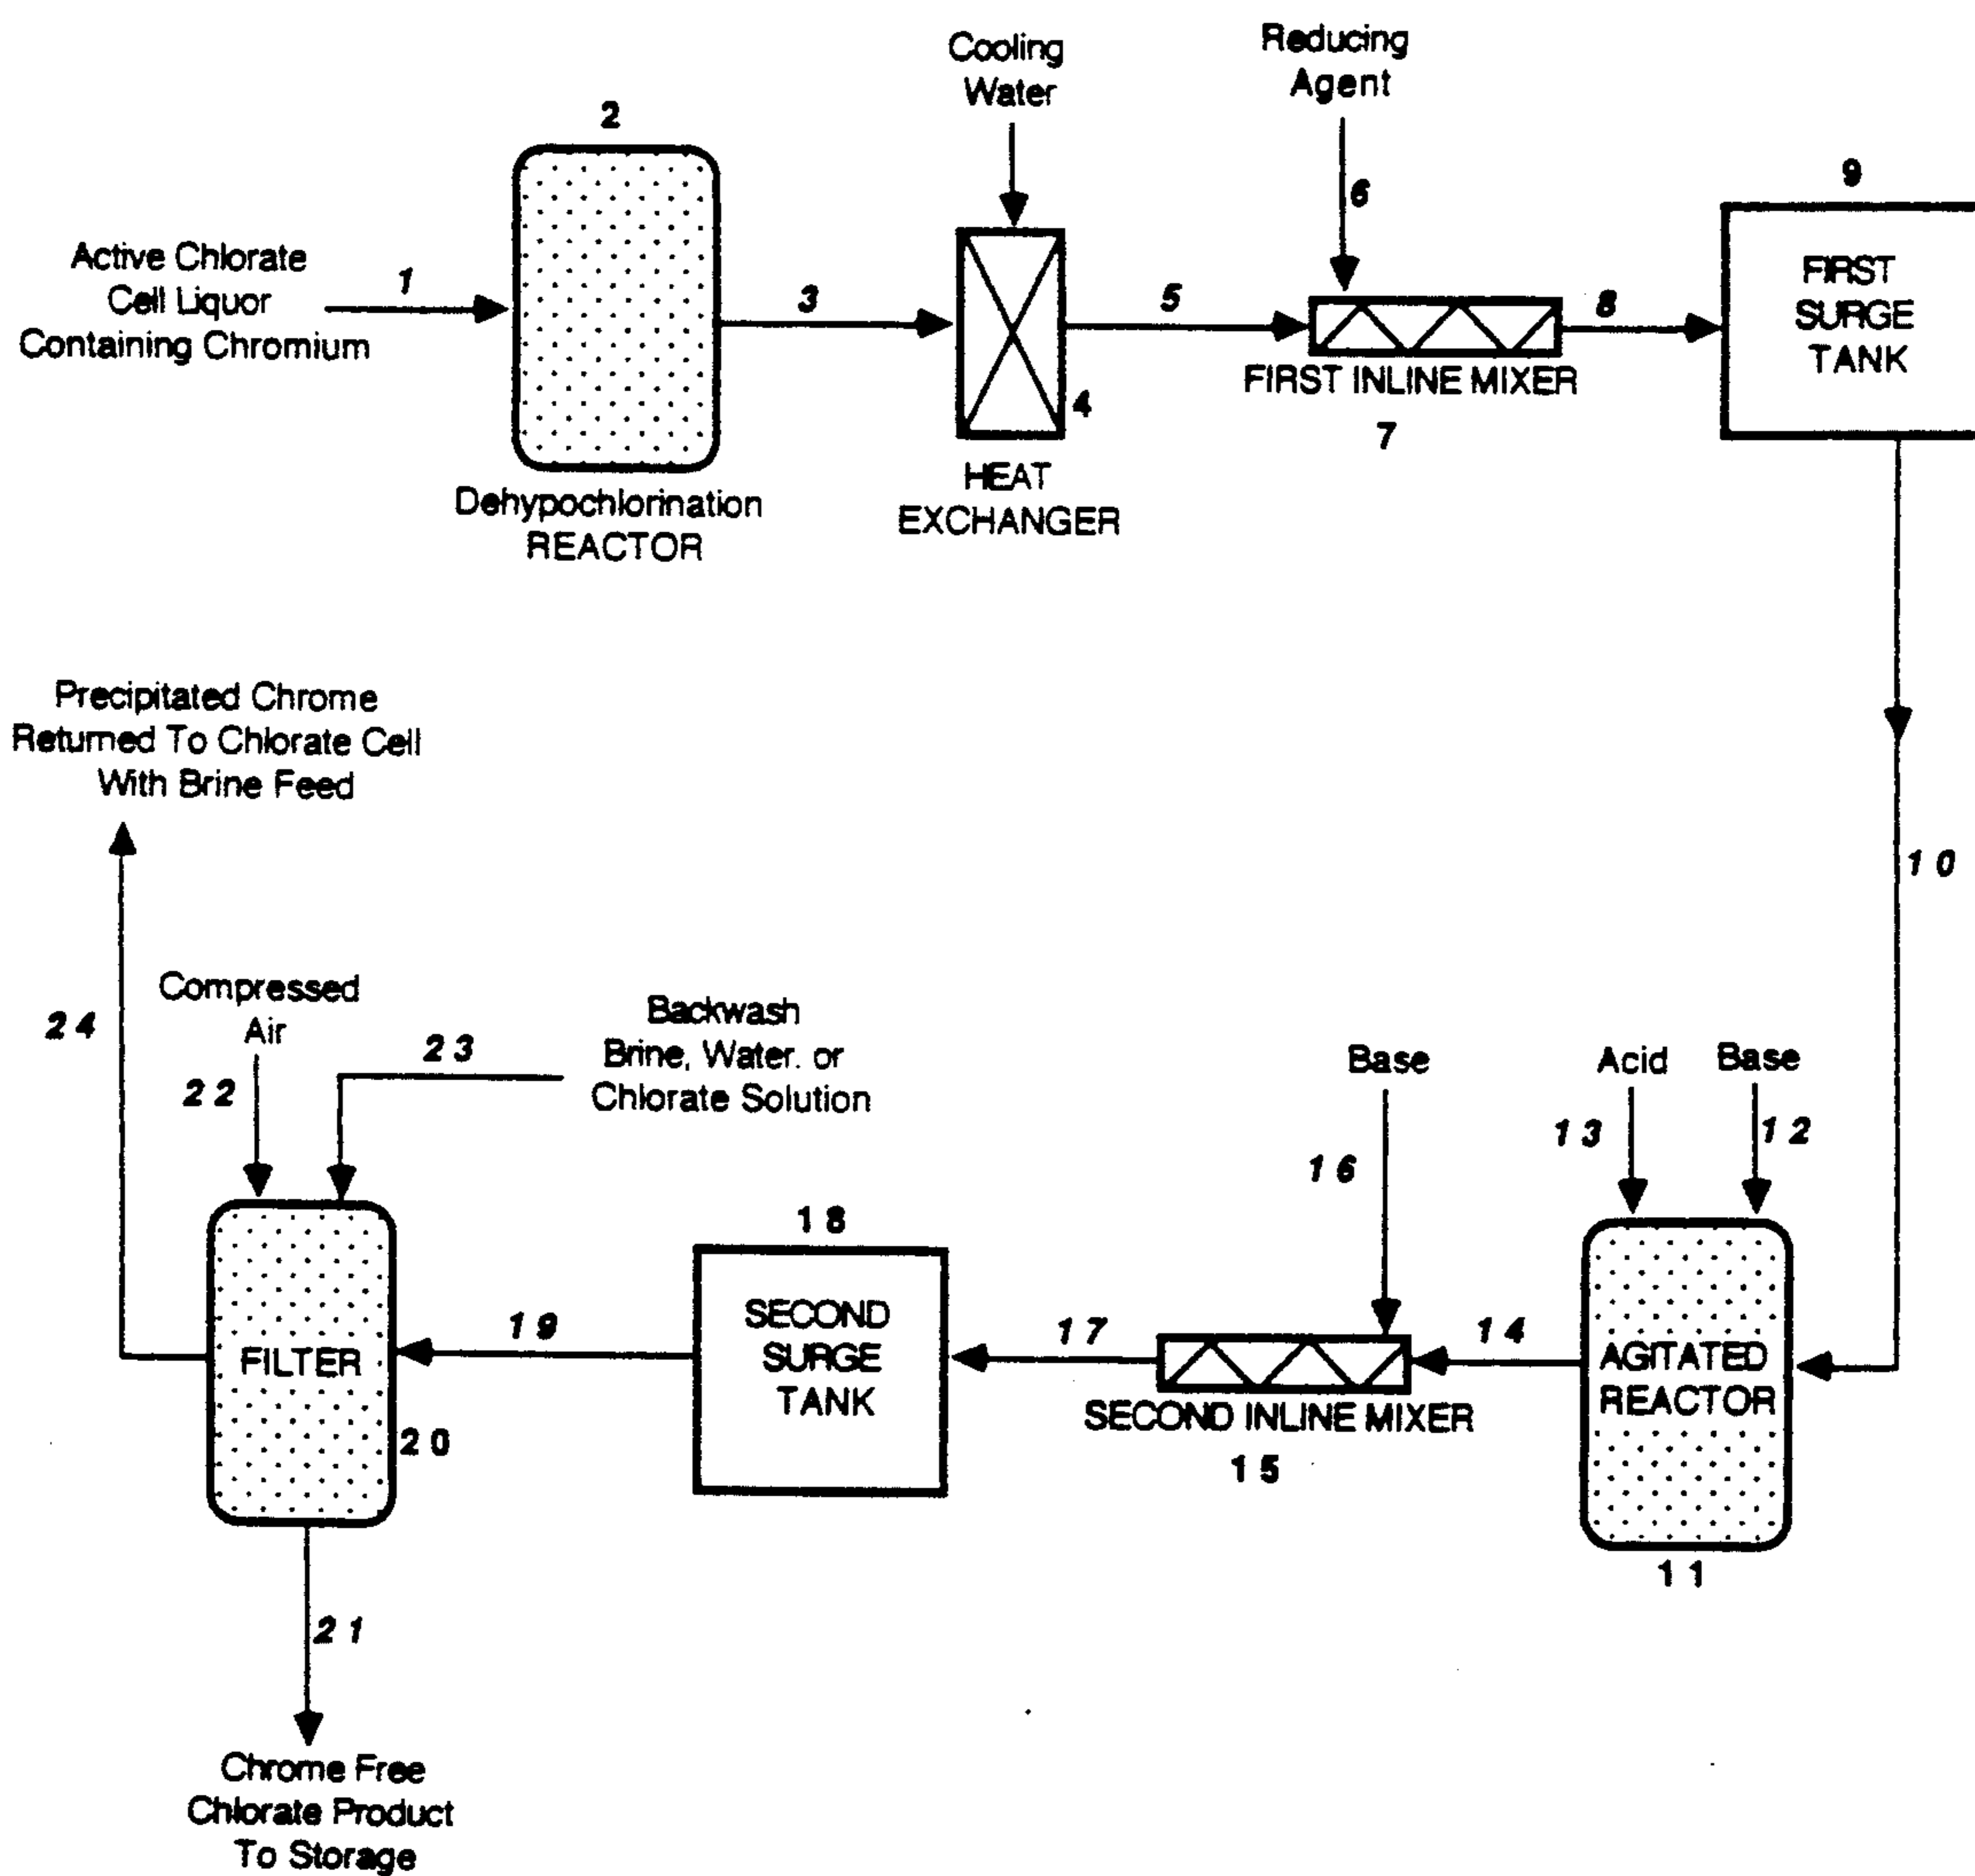 Cooling
Water
Reducing
Agent
2
9
6
Active Chlorate
Cell Liquor
Containing Chromium
1
3
5
8
FIRST
SURGE
TANK
4
FIRST INLINE MIXER
7
HEAT
EXCHANGER
Dehypochlorination
REACTOR
Precipitated Chrome
Returned To Chlorate Cell
With Brine Feed
10
24
Compressed
Air
22
23
Backwash
Brine, Water. or
Chlorate Solution
Base
16
Acid
13
Base
12
18
FILTER
20
19
SECOND
SURGE
TANK
17
SECOND INLINE MIXER
15
14
AGITATED
REACTOR
11
21
Chrome Free
Chlorate Product
To Storage